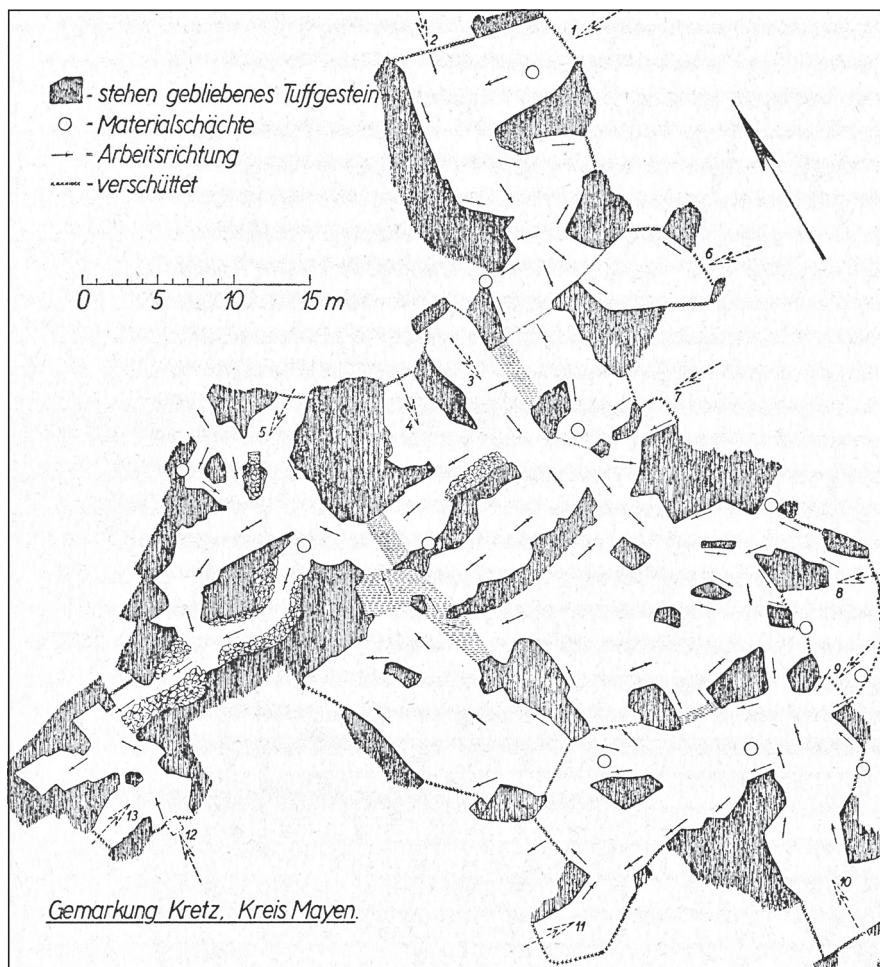 2
- stehen gebliebenes Tuffgestein
- Materialschächte
- Arbeitsrichtung
- verschüttet
6
0 5 10 15 m
3
7
4
5
8
9
13
12
10
11
Gemarkung Kretz, Kreis Mayen.